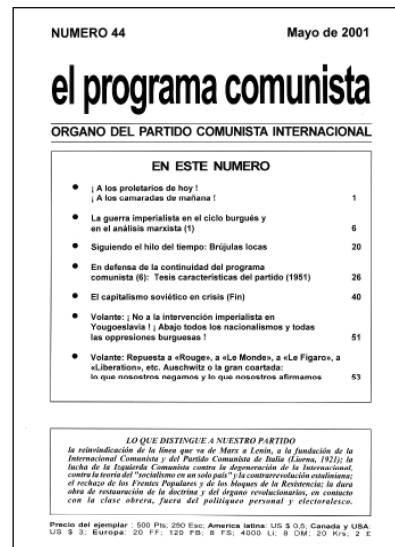 NUMERO 44 Mayo de 2001
el programa comunista
ORGANO DEL PARTIDO COMUNISTA INTERNACIONAL
EN ESTE NUMERO
● ¡ A los proletarios de hoy !
¡ A los camaradas de mañana ! 1
● La guerra imperialista en el ciclo burgués y
en el análisis marxista (1) 6
● Siguiendo el hilo del tiempo: Brújulas locas 20
● En defensa de la continuidad del programa
comunista (6): Tesis características del partido (1951) 26
● El capitalismo soviético en crisis (Fin) 40
● Volante: ¡ No a la intervención imperialista en
Yougoeslavia ! ¡ Abajo todos los nacionalismos y todas
las oppresiones burguesas ! 51
● Volante: Repuesta a «Rouge», a «Le Monde», a «Le Figaro», a
«Liberation», etc. Auschwitz o la gran coartada:
lo que nosostros negamos y lo que nosostros afirmamos 53
LO QUE DISTINGUE A NUESTRO PARTIDO
la reinvindicación de la línea que va de Marx a Lenin, a la fundación de la
Internacional Comunista y del Partido Comunista de Italia (Liorna, 1921); la
lucha de la Izquierda Comunista contra la degeneración de la Internacional,
contra la teoría del "socialismo en un solo país" y la contrarrevolución estaliniana;
el rechazo de los Frentes Populares y de los bloques de la Resistencia; la dura
obra de restauración de la doctrina y del órgano revolucionarios, en contacto
con la clase obrera, fuera del politiqueo personal y electoralesco.
Precio del ejemplar : 500 Pts; 250 Esc; America latina: US $ 0,5; Canada y USA:
US $ 3; Europa: 20 FF; 120 FB; 8 FS; 4000 Li; 8 DM; 20 Krs; 2 £